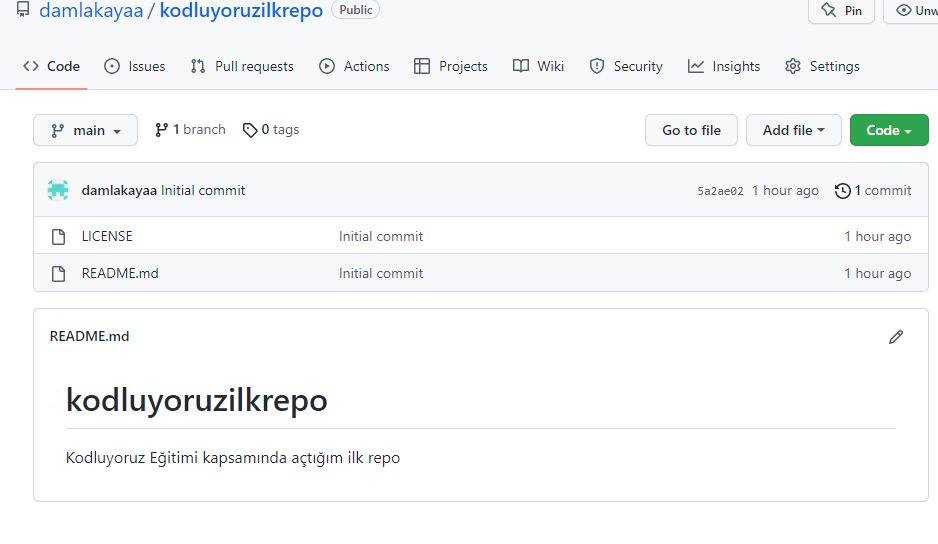 damlakayaa / kodluyoruzilkrepo Public Pin
Code Issues Pull requests Actions Projects Wiki Security Insights Settings
main 1 branch 0 tags Go to file Add file Code
damlakayaa Initial commit 5a2ae02 1 hour ago 1 commit
LICENSE Initial commit 1 hour ago
README.md Initial commit 1 hour ago
README.md
kodluyoruzilkrepo
Kodluyoruz Eğitimi kapsamında açtığım ilk repo